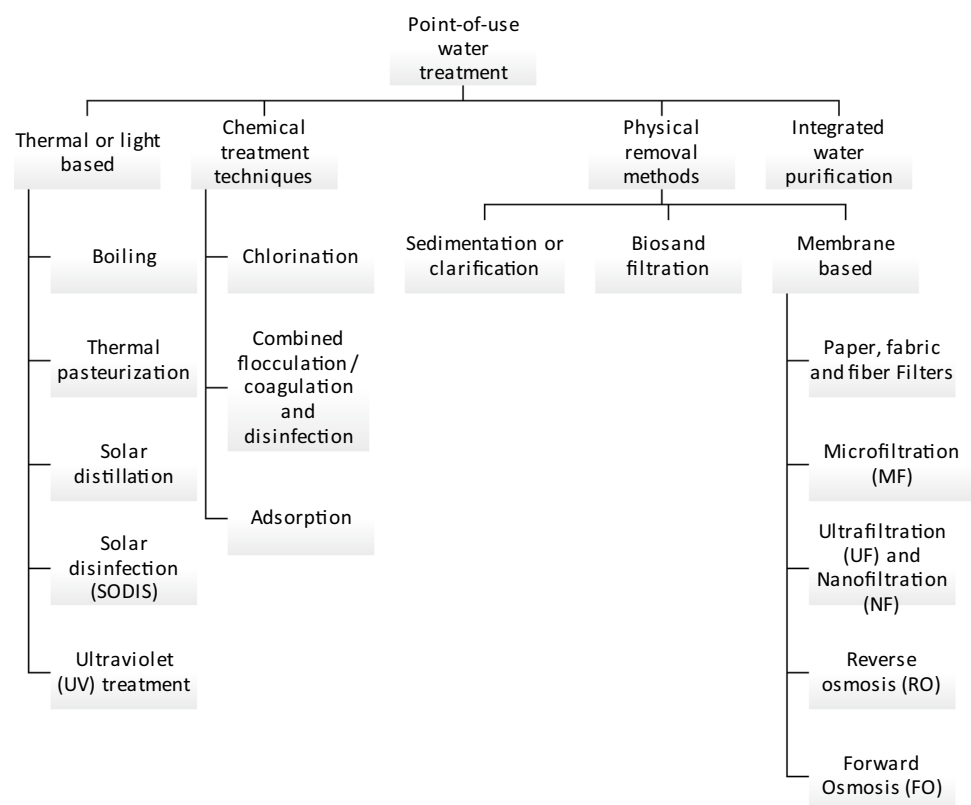 Point-of-use
water
treatment
Thermal or light
based
Chemical
treatment
techniques
Physical
removal
methods
Integrated
water
purification
Boiling
Thermal
pasteurization
Solar
distillation
Solar
disinfection
(SODIS)
Ultraviolet
(UV) treatment
Chlorination
Combined
flocculation/
coagulation
and
disinfection
Adsorption
Sedimentation or
clarification
Biosand
filtration
Membrane
based
Paper, fabric
and fiber Filters
Microfiltration
(MF)
Ultrafiltration
(UF) and
Nanofiltration
(NF)
Reverse
osmosis (RO)
Forward
Osmosis (FO)